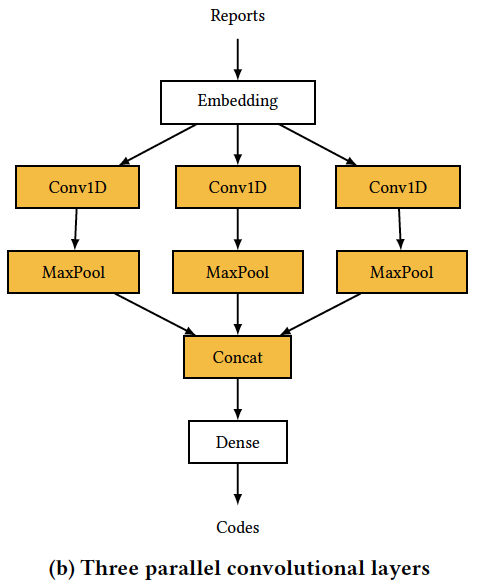 Reports
Embedding
Conv1D Conv1D Conv1D
MaxPool MaxPool MaxPool
Concat
Dense
Codes
(b) Three parallel convolutional layers